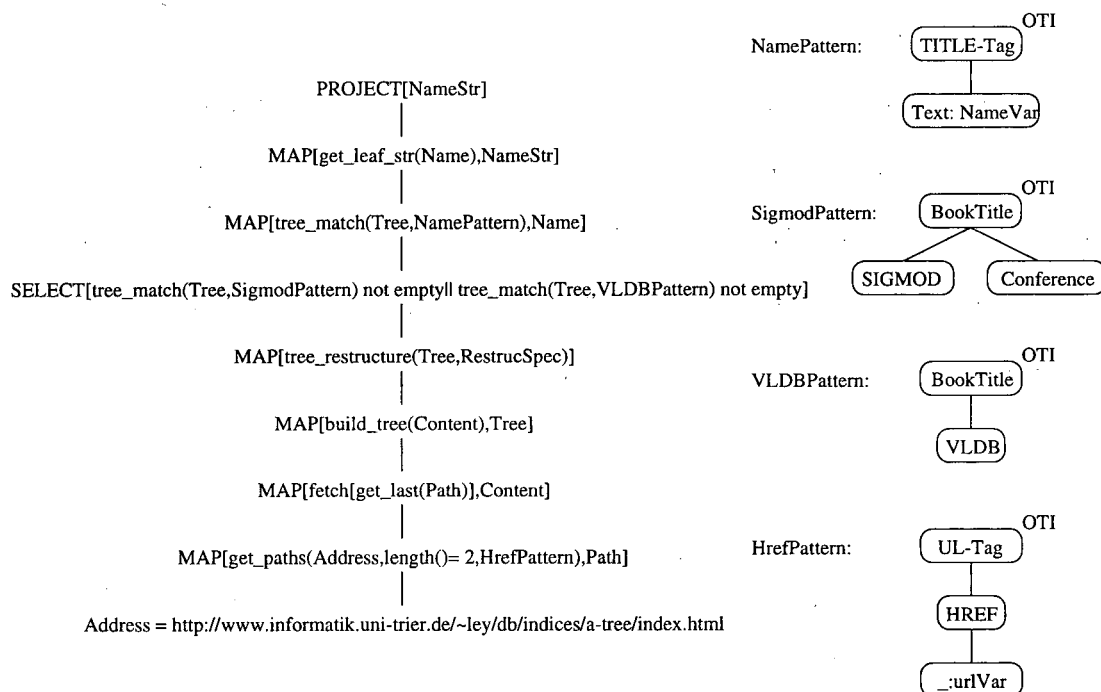 PROJECT[NameStr]
MAP[get_leaf_str(Name),NameStr]
MAP[tree_match(Tree,NamePattern),Name]
SELECT[tree_match(Tree,SigmodPattern) not empty|| tree_match(Tree,VLDBPattern) not empty]
MAP[tree_restructure(Tree,RestrucSpec)]
MAP[build_tree(Content),Tree]
MAP[fetch[get_last(Path)],Content]
MAP[get_paths(Address,length()= 2,HrefPattern),Path]
Address = http://www.informatik.uni-trier.de/~ley/db/indices/a-tree/index.html
OTI
NamePattern: TITLE-Tag
Text: NameVar
OTI
SigmodPattern: BookTitle
SIGMOD Conference
OTI
VLDBPattern: BookTitle
VLDB
OTI
HrefPattern: UL-Tag
HREF
_:urlVar